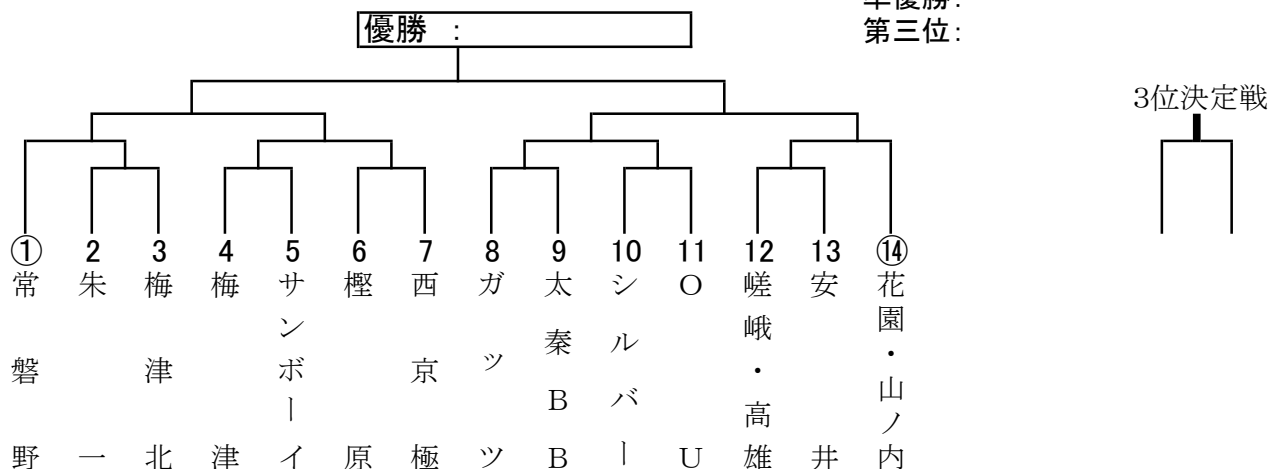 準優勝:
優勝 :
第三位:
3位決定戦
① 2 3 4 5 6 7 8 9 10 11 12 13 ⑭
常磐野
朱一
梅津北
梅津
サンボーイ
樫原
西京極
ガッツ
太秦BB
シルバー
OU
嵯峨・高雄
安井
花園・山ノ内